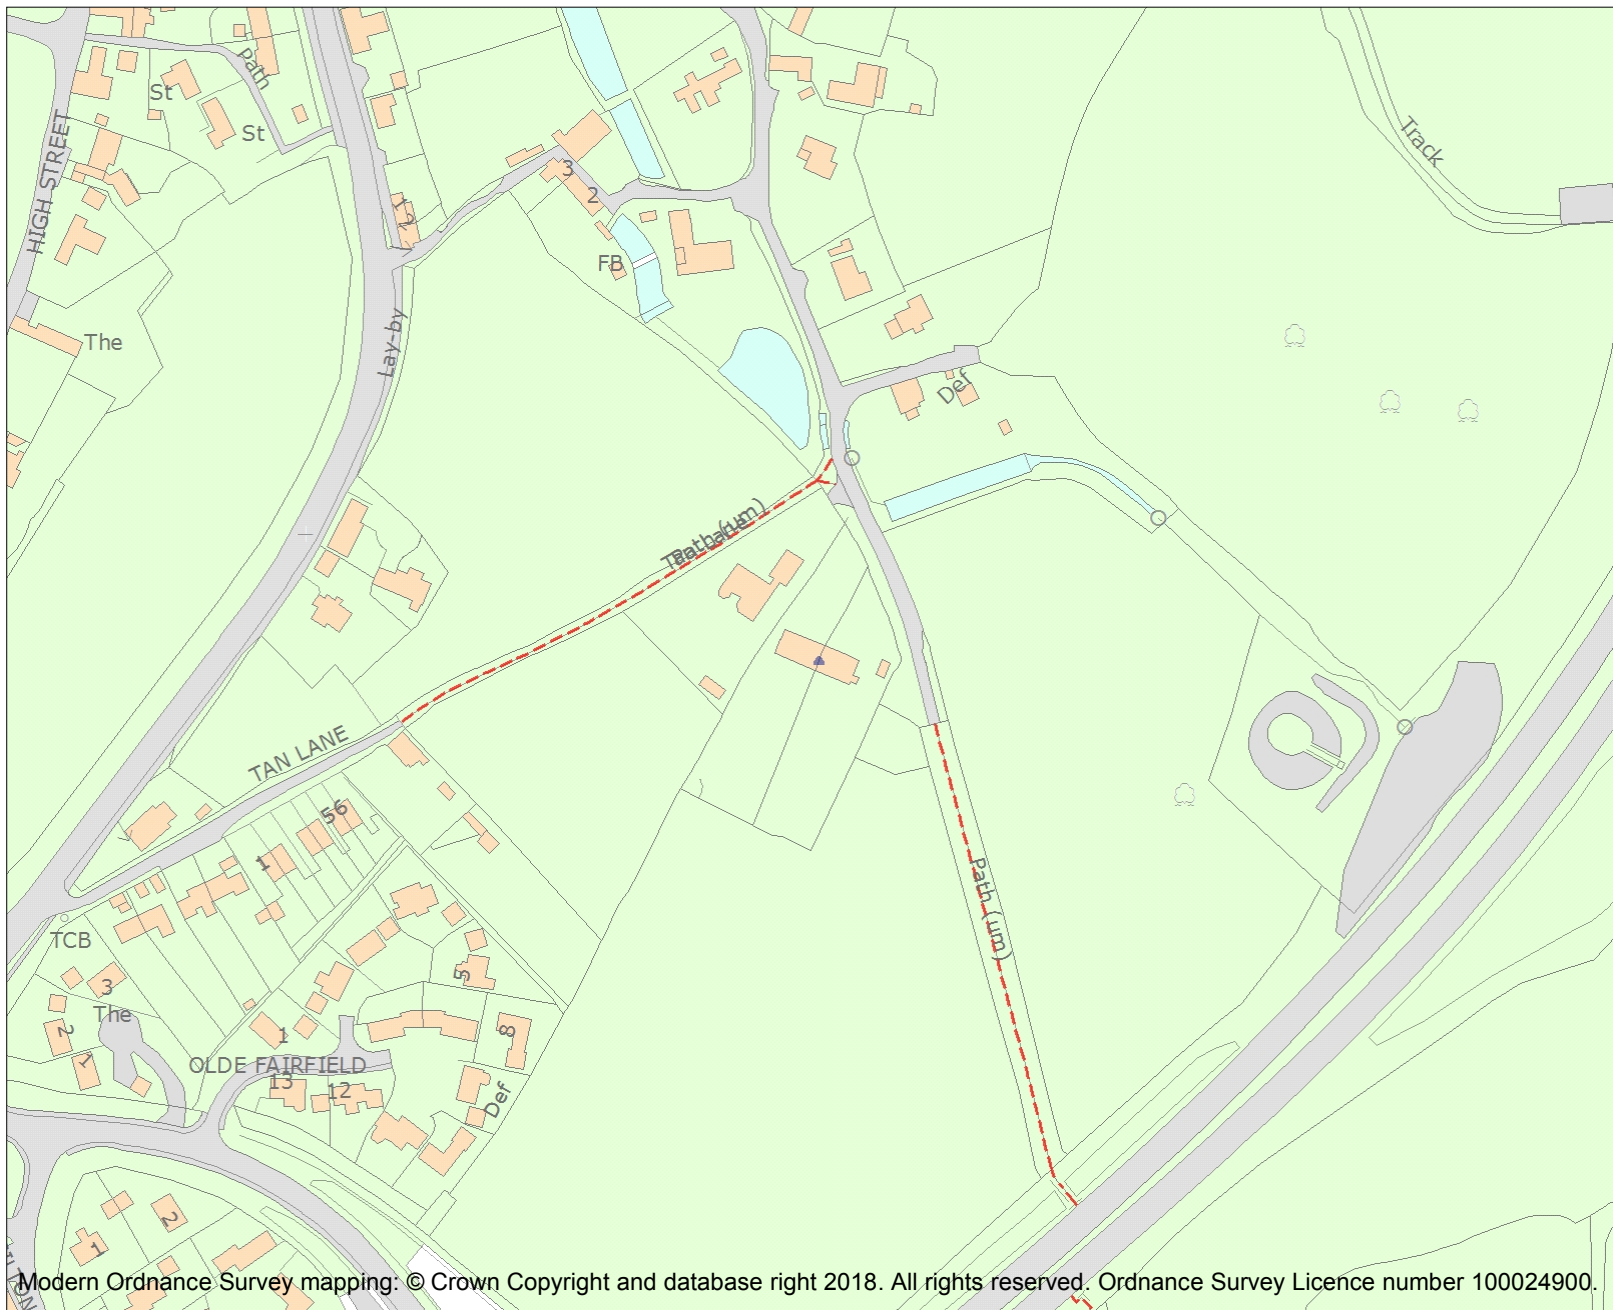 Path
St
St
HIGH STREET
Track
3
2
12
FB
The
Lay-by
Def
Path (um)
TAN LANE
56
1
Path (um)
TCB
5
3
The
2
1
1
8
OLDE FAIRFIELD
13
12
Def
2
1
Modern Ordnance Survey mapping: © Crown Copyright and database right 2018. All rights reserved. Ordnance Survey Licence number 100024900.